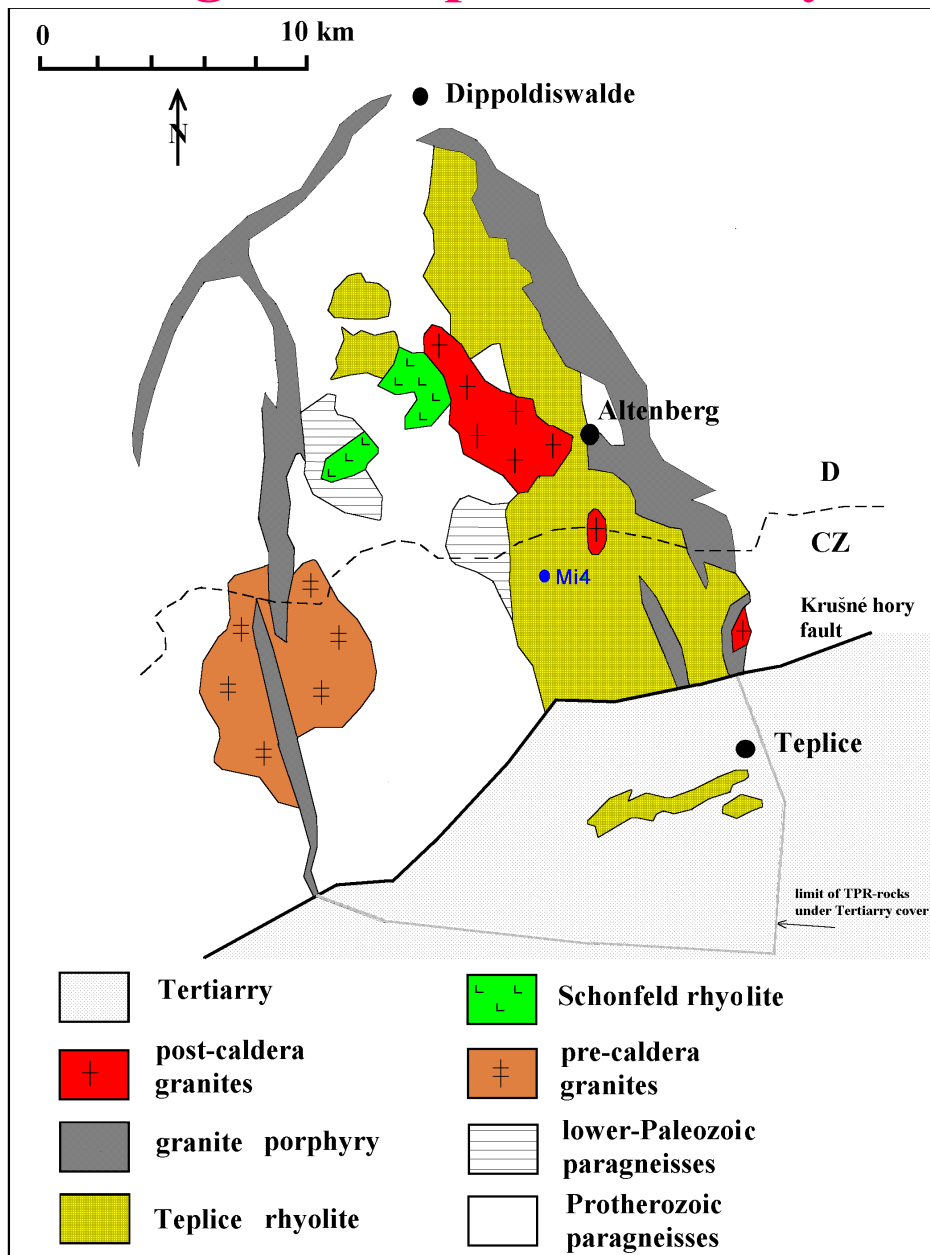 0 10 km
N
Dippoldiswalde
Altenberg
D
CZ
Mi4
Krušné hory
fault
Teplice
limit of TPR-rocks
under Tertiarry cover
Tertiarry
Schonfeld rhyolite
post-caldera
granites
pre-caldera
granites
granite porphyry
lower-Paleozoic
paragneisses
Teplice rhyolite
Protherozoic
paragneisses